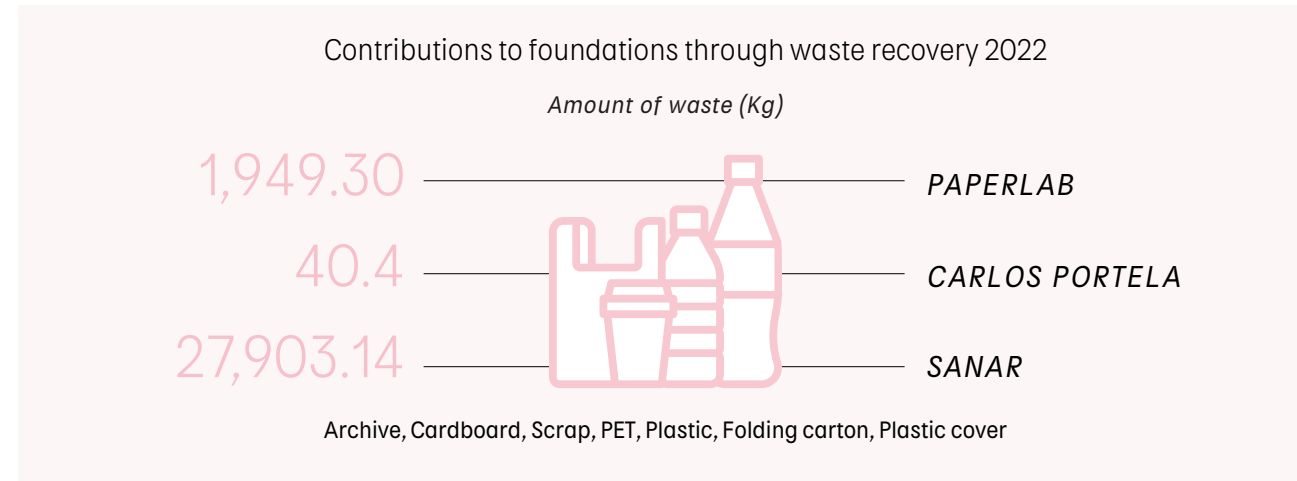 Contributions to foundations through waste recovery 2022
Amount of waste (Kg)
1,949.30 PAPERLAB
40.4 CARLOS PORTELA
27,903.14 SANAR
Archive, Cardboard, Scrap, PET, Plastic, Folding carton, Plastic cover